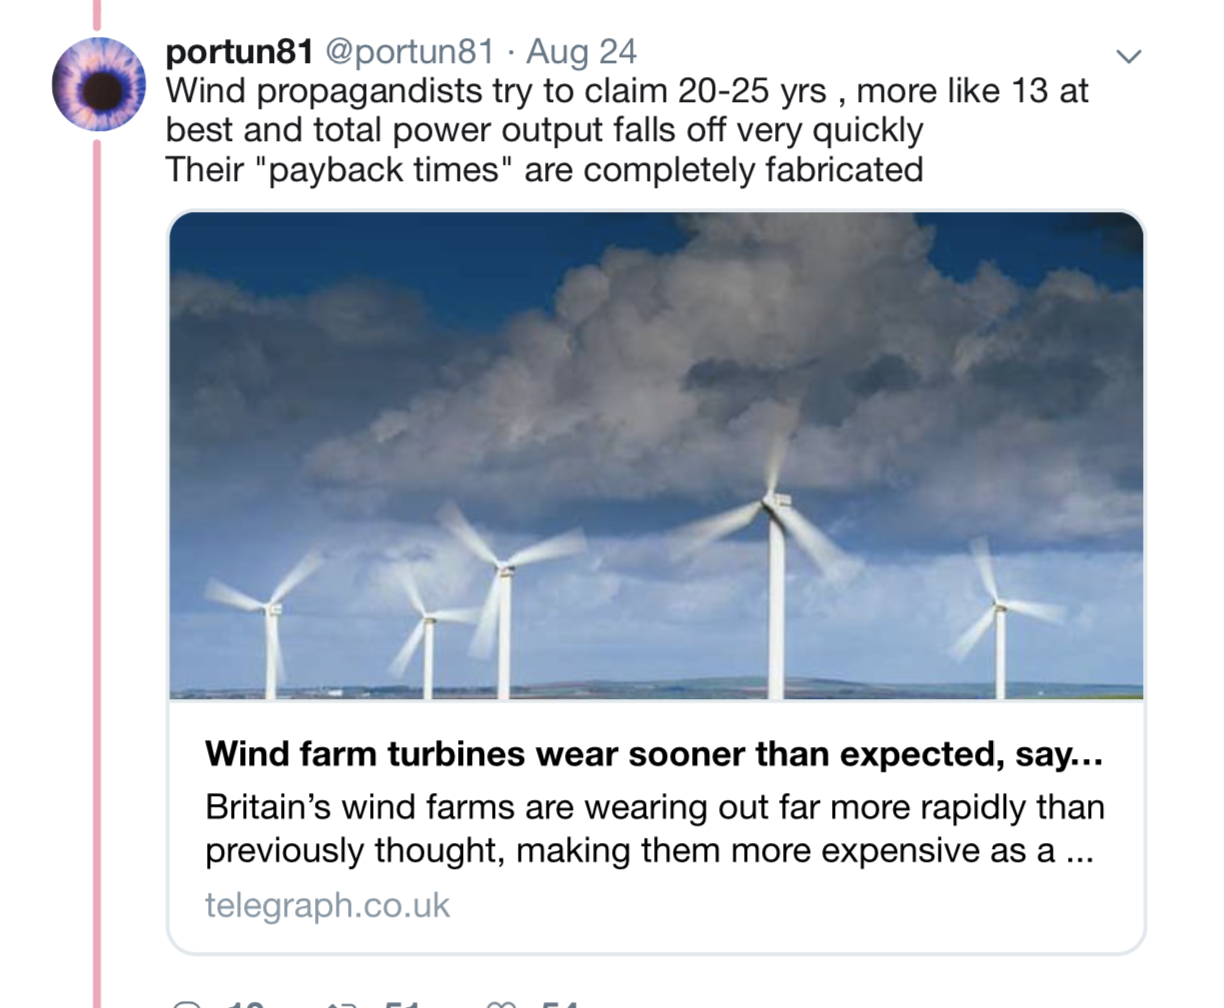 portun81 @portun81 · Aug 24
Wind propagandists try to claim 20-25 yrs , more like 13 at
best and total power output falls off very quickly
Their "payback times" are completely fabricated
Wind farm turbines wear sooner than expected, say...
Britain’s wind farms are wearing out far more rapidly than
previously thought, making them more expensive as a ...
telegraph.co.uk